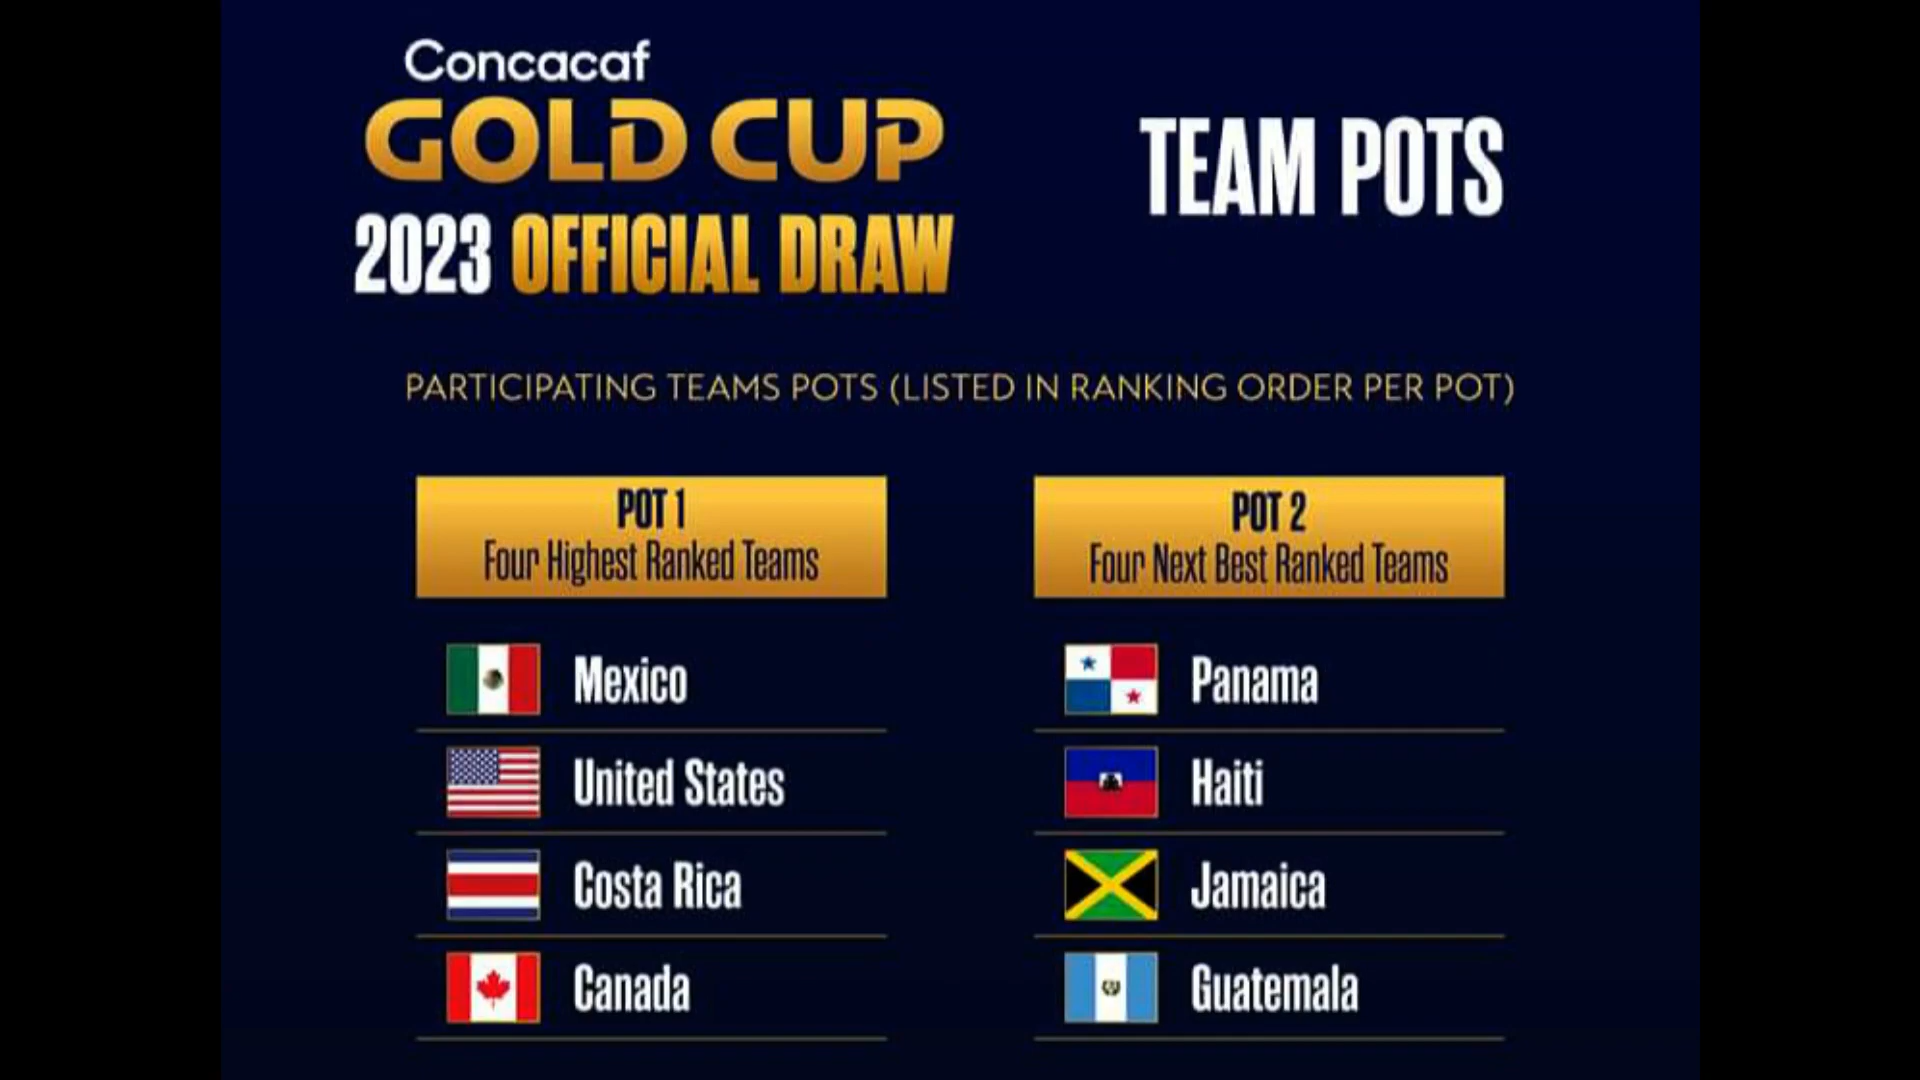 Concacaf
GOLD CUP
2023 OFFICIAL DRAW
TEAM POTS
PARTICIPATING TEAMS POTS (LISTED IN RANKING ORDER PER POT)
POT 1
Four Highest Ranked Teams
Mexico
United States
Costa Rica
Canada
POT 2
Four Next Best Ranked Teams
Panama
Haiti
Jamaica
Guatemala